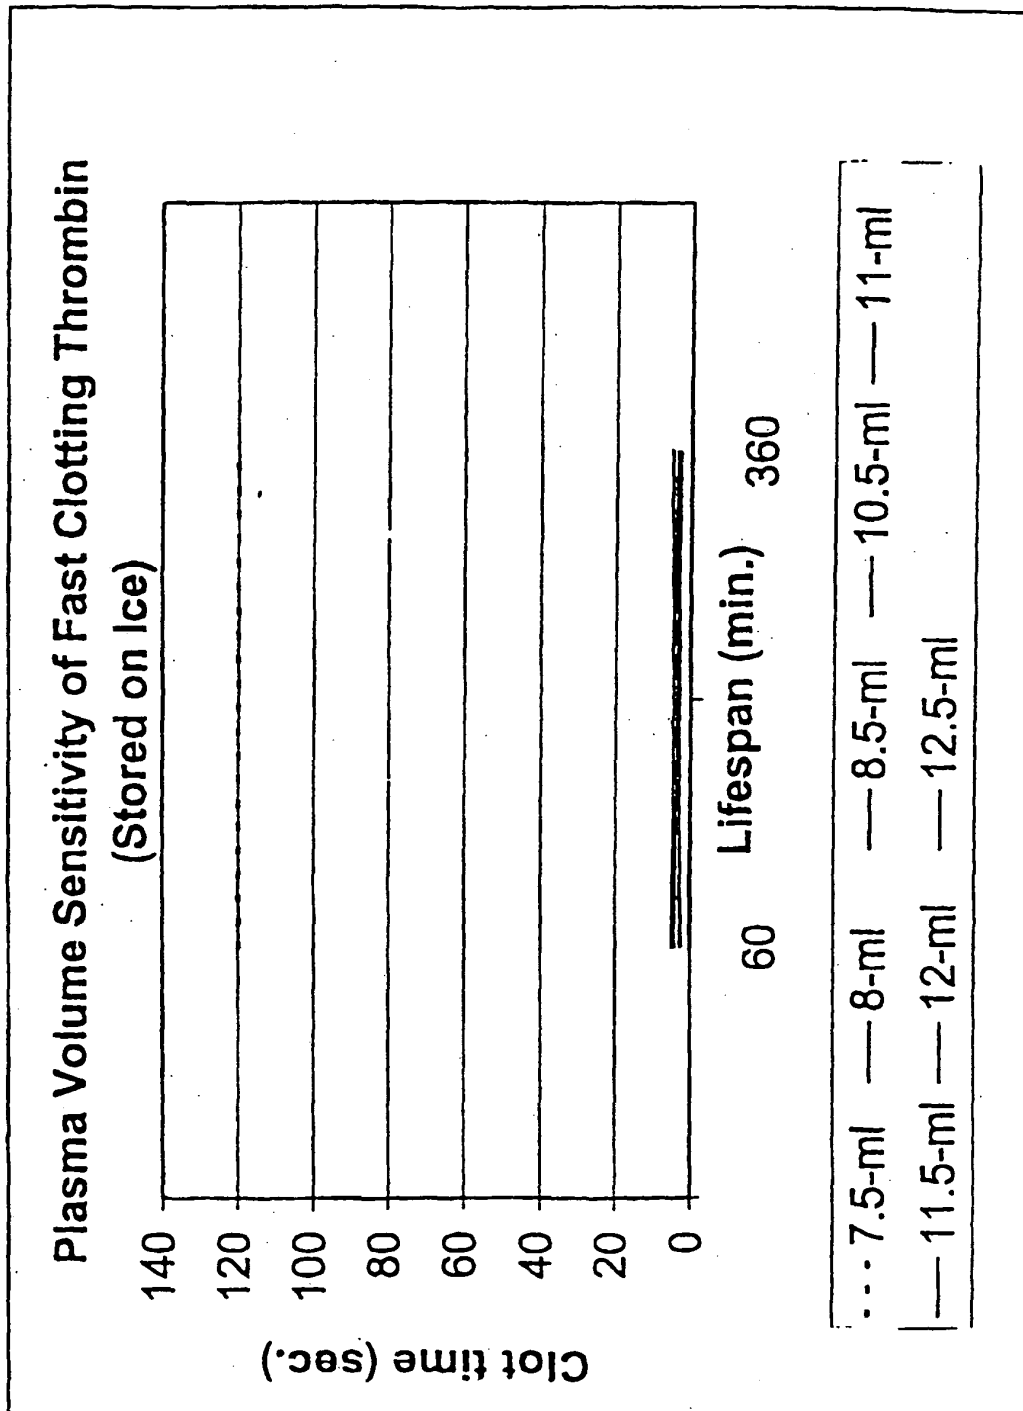 Plasma Volume Sensitivity of Fast Clotting Thrombin
(Stored on Ice)
Clot time (sec.)
140
120
100
80
60
40
20
0
60
360
Lifespan (min.)
7.5-ml 8-ml 8.5-ml 10.5-ml 11-ml
11.5-ml 12-ml 12.5-ml